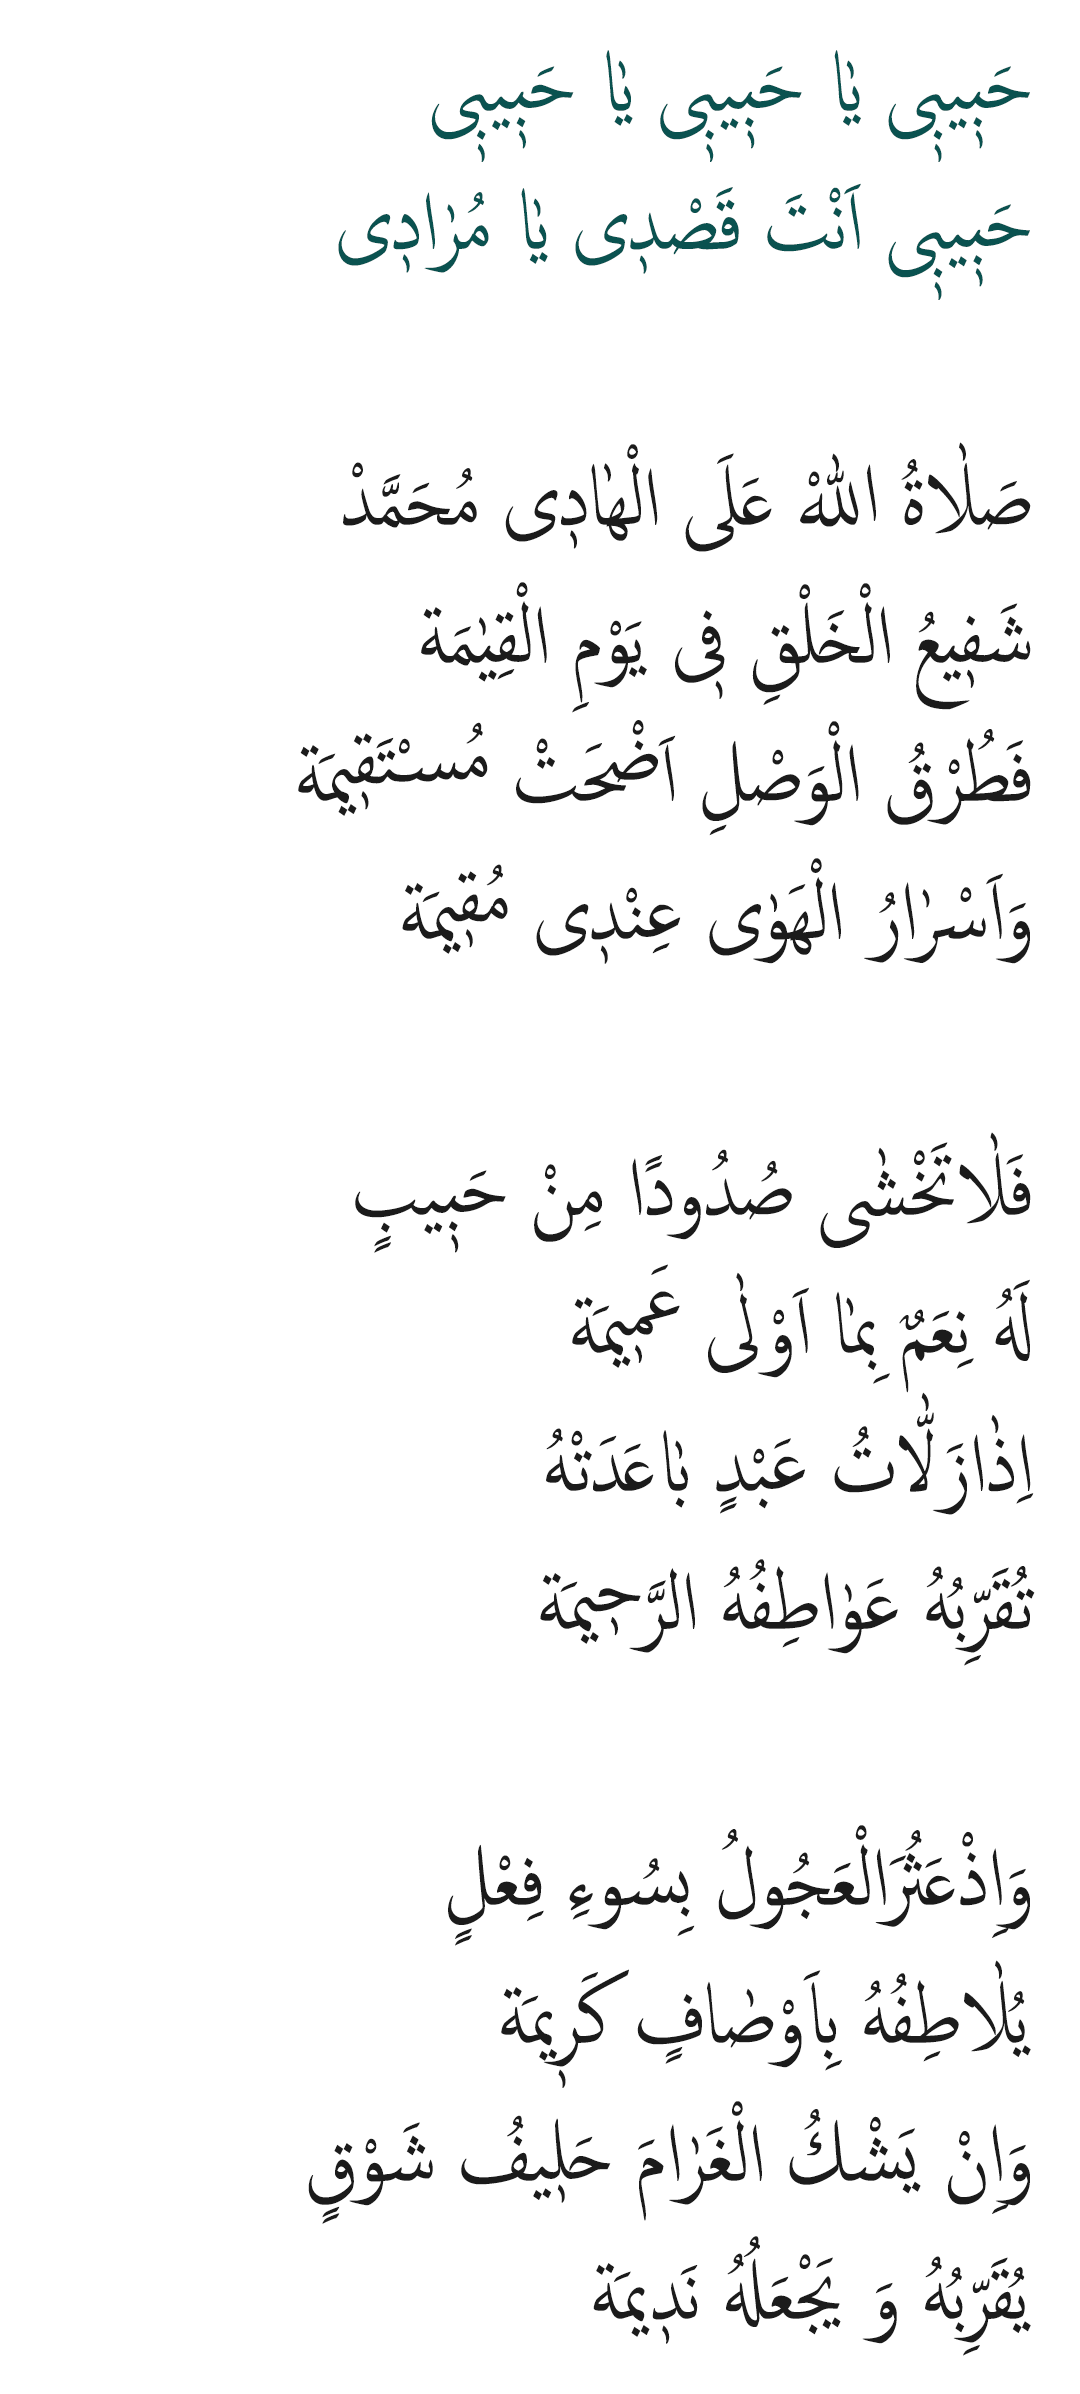 حَبٖيبٖى يٰا حَبٖيبٖى يٰا حَبٖيبٖى
حَبٖيبٖى اَنْتَ قَصْدٖى يٰا مُرٰادٖى
صَلٰاةُ اللّٰهْ عَلَى الْهٰادٖى مُحَمَّدْ
شَفٖيعُ الْخَلْقِ فٖى يَوْمِ الْقِيٰمَة
فَطُرْقُ الْوَصْلِ اَضْحَتْ مُسْتَقٖيمَة
وَاَسْرٰارُ الْهَوٰى عِنْدٖى مُقٖيمَة
فَلٰاتَخْشٰى صُدُودًا مِنْ حَبٖيبٍ
لَهُ نِعَمٌ بِمٰا اَوْلٰى عَمٖيمَة
اِذٰازَلّٰاتُ عَبْدٍ بٰاعَدَتْهُ
تُقَرِّبُهُ عَوٰاطِفُهُ الرَّحٖيمَة
وَاِذْعَثُرَالْعَجُولُ بِسُوءِ فِعْلٍ
يُلٰاطِفُهُ بِاَوْصٰافٍ كَرٖيمَة
وَاِنْ يَشْكُ الْغَرٰامَ حَلٖيفُ شَوْقٍ
يُقَرِّبُهُ وَ يَجْعَلُهُ نَدٖيمَة